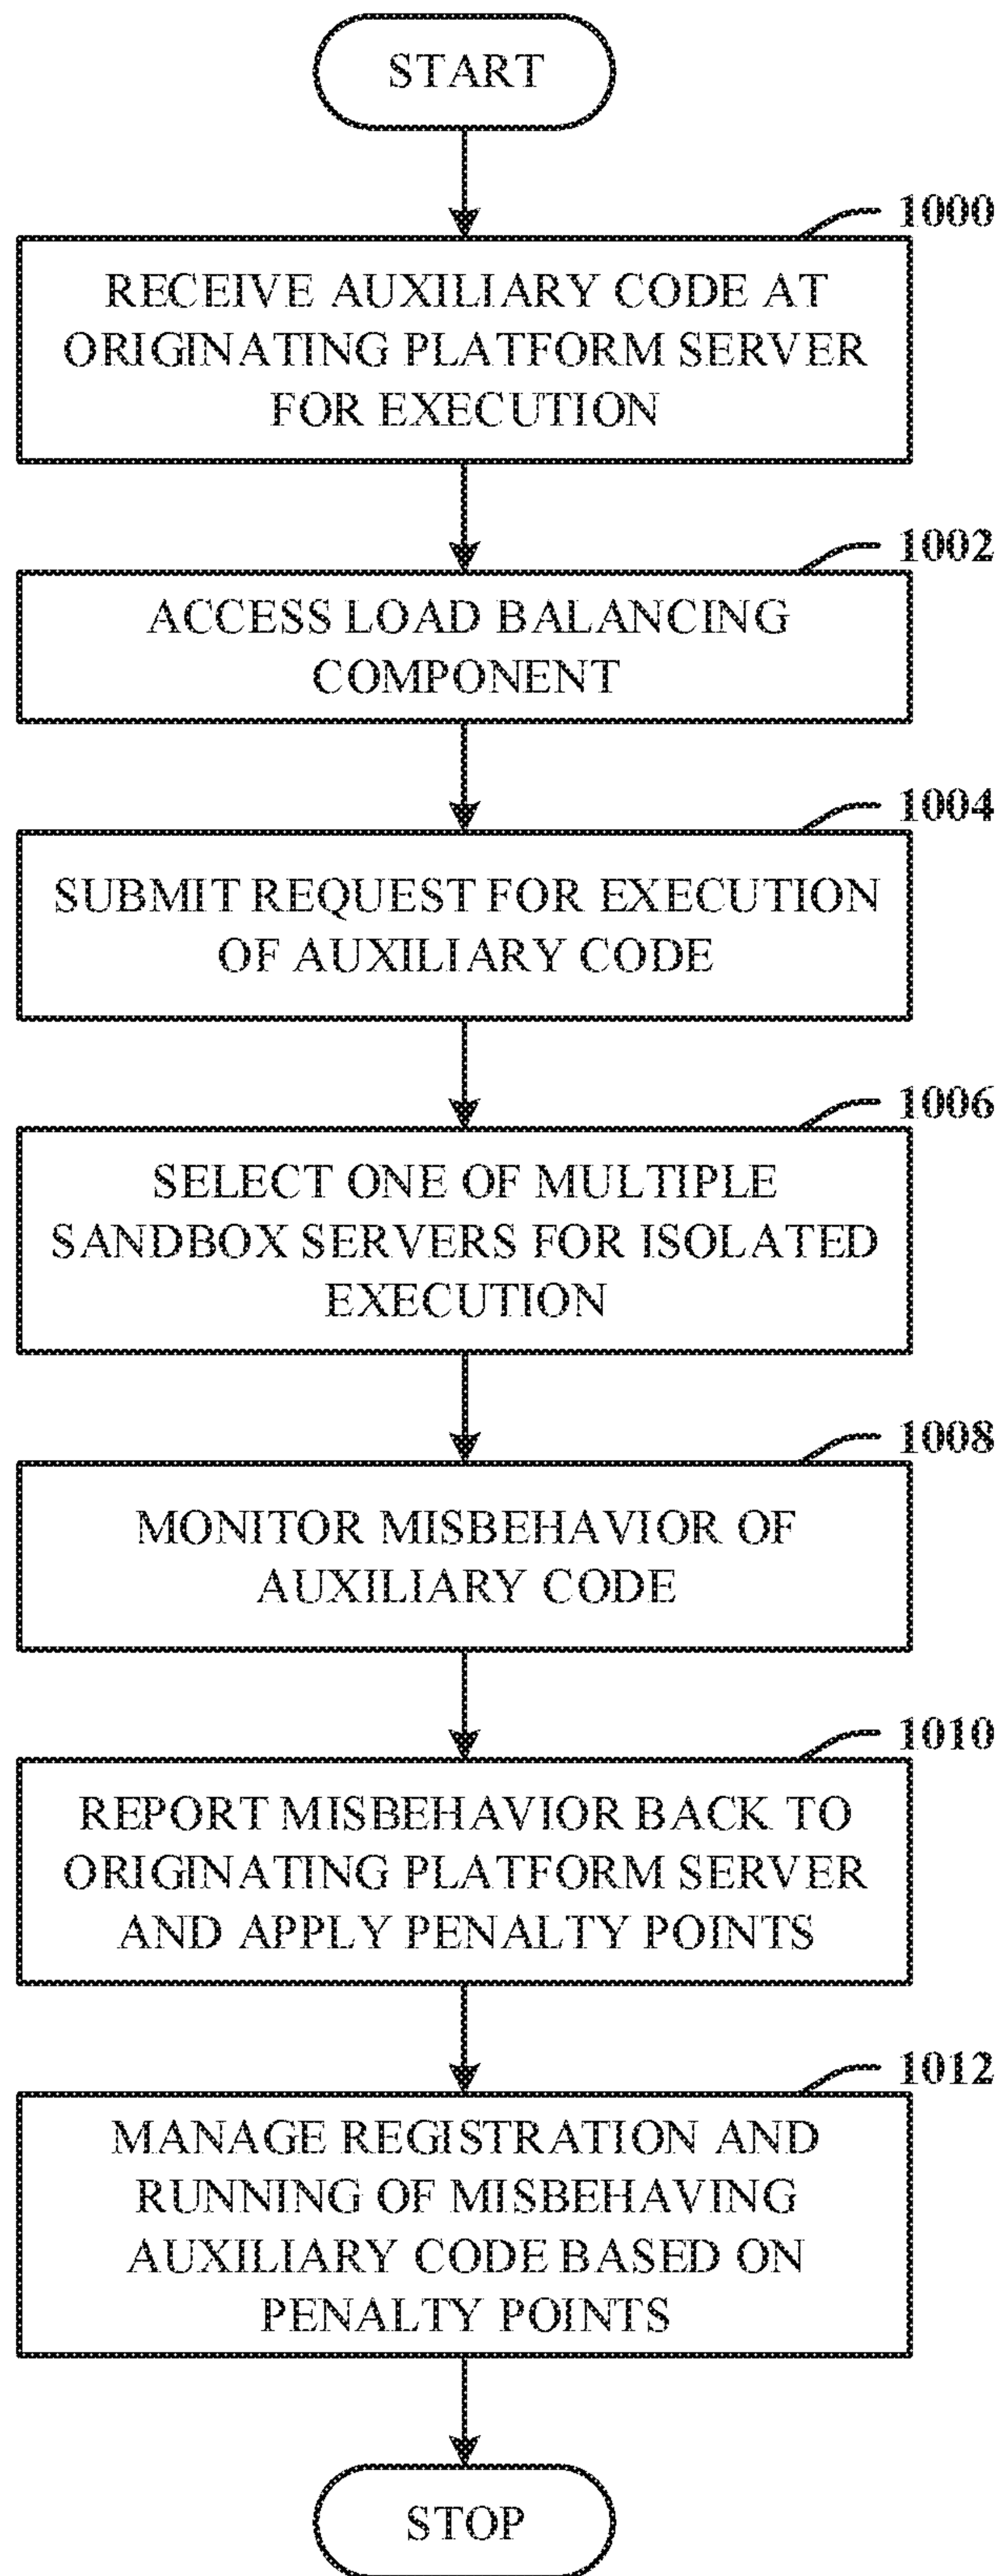 START
1000
RECEIVE AUXILIARY CODE AT
ORIGINATING PLATFORM SERVER
FOR EXECUTION
1002
ACCESS LOAD BALANCING
COMPONENT
1004
SUBMIT REQUEST FOR EXECUTION
OF AUXILIARY CODE
1006
SELECT ONE OF MULTIPLE
SANDBOX SERVERS FOR ISOLATED
EXECUTION
1008
MONITOR MISBEHAVIOR OF
AUXILIARY CODE
1010
REPORT MISBEHAVIOR BACK TO
ORIGINATING PLATFORM SERVER
AND APPLY PENALTY POINTS
1012
MANAGE REGISTRATION AND
RUNNING OF MISBEHAVING
AUXILIARY CODE BASED ON
PENALTY POINTS
STOP